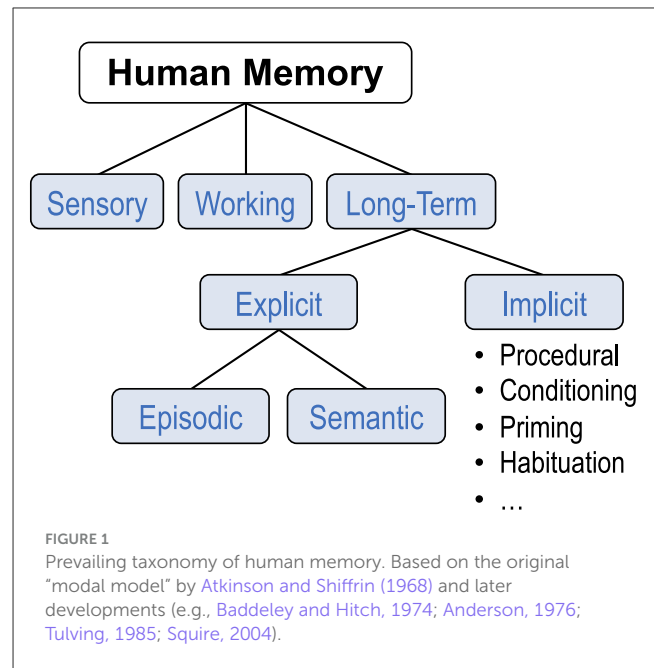 Human Memory
Sensory Working Long-Term
Explicit Implicit
• Procedural
• Conditioning
Episodic Semantic
• Priming
• Habituation
• ...
FIGURE 1
Prevailing taxonomy of human memory. Based on the original
“modal model” by Atkinson and Shiffrin (1968) and later
developments (e.g., Baddeley and Hitch, 1974; Anderson, 1976;
Tulving, 1985; Squire, 2004).